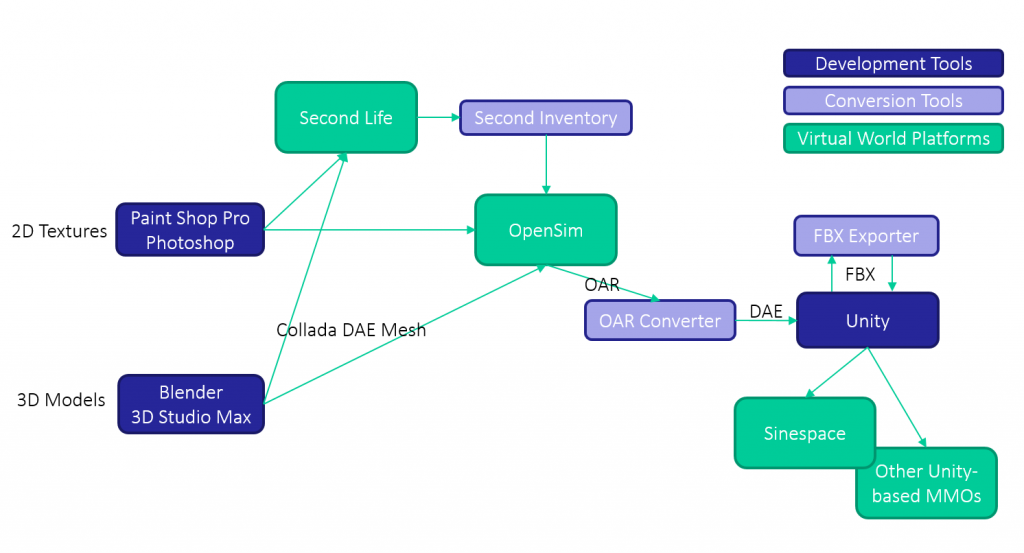 Development Tools
Conversion Tools
Virtual World Platforms
Second Life
Second Inventory
2D Textures
Paint Shop Pro
Photoshop
OpenSim
FBX Exporter
FBX
OAR
OAR Converter
DAE
Unity
Collada DAE Mesh
3D Models
Blender
3D Studio Max
Sinespace
Other Unity-
based MMOs